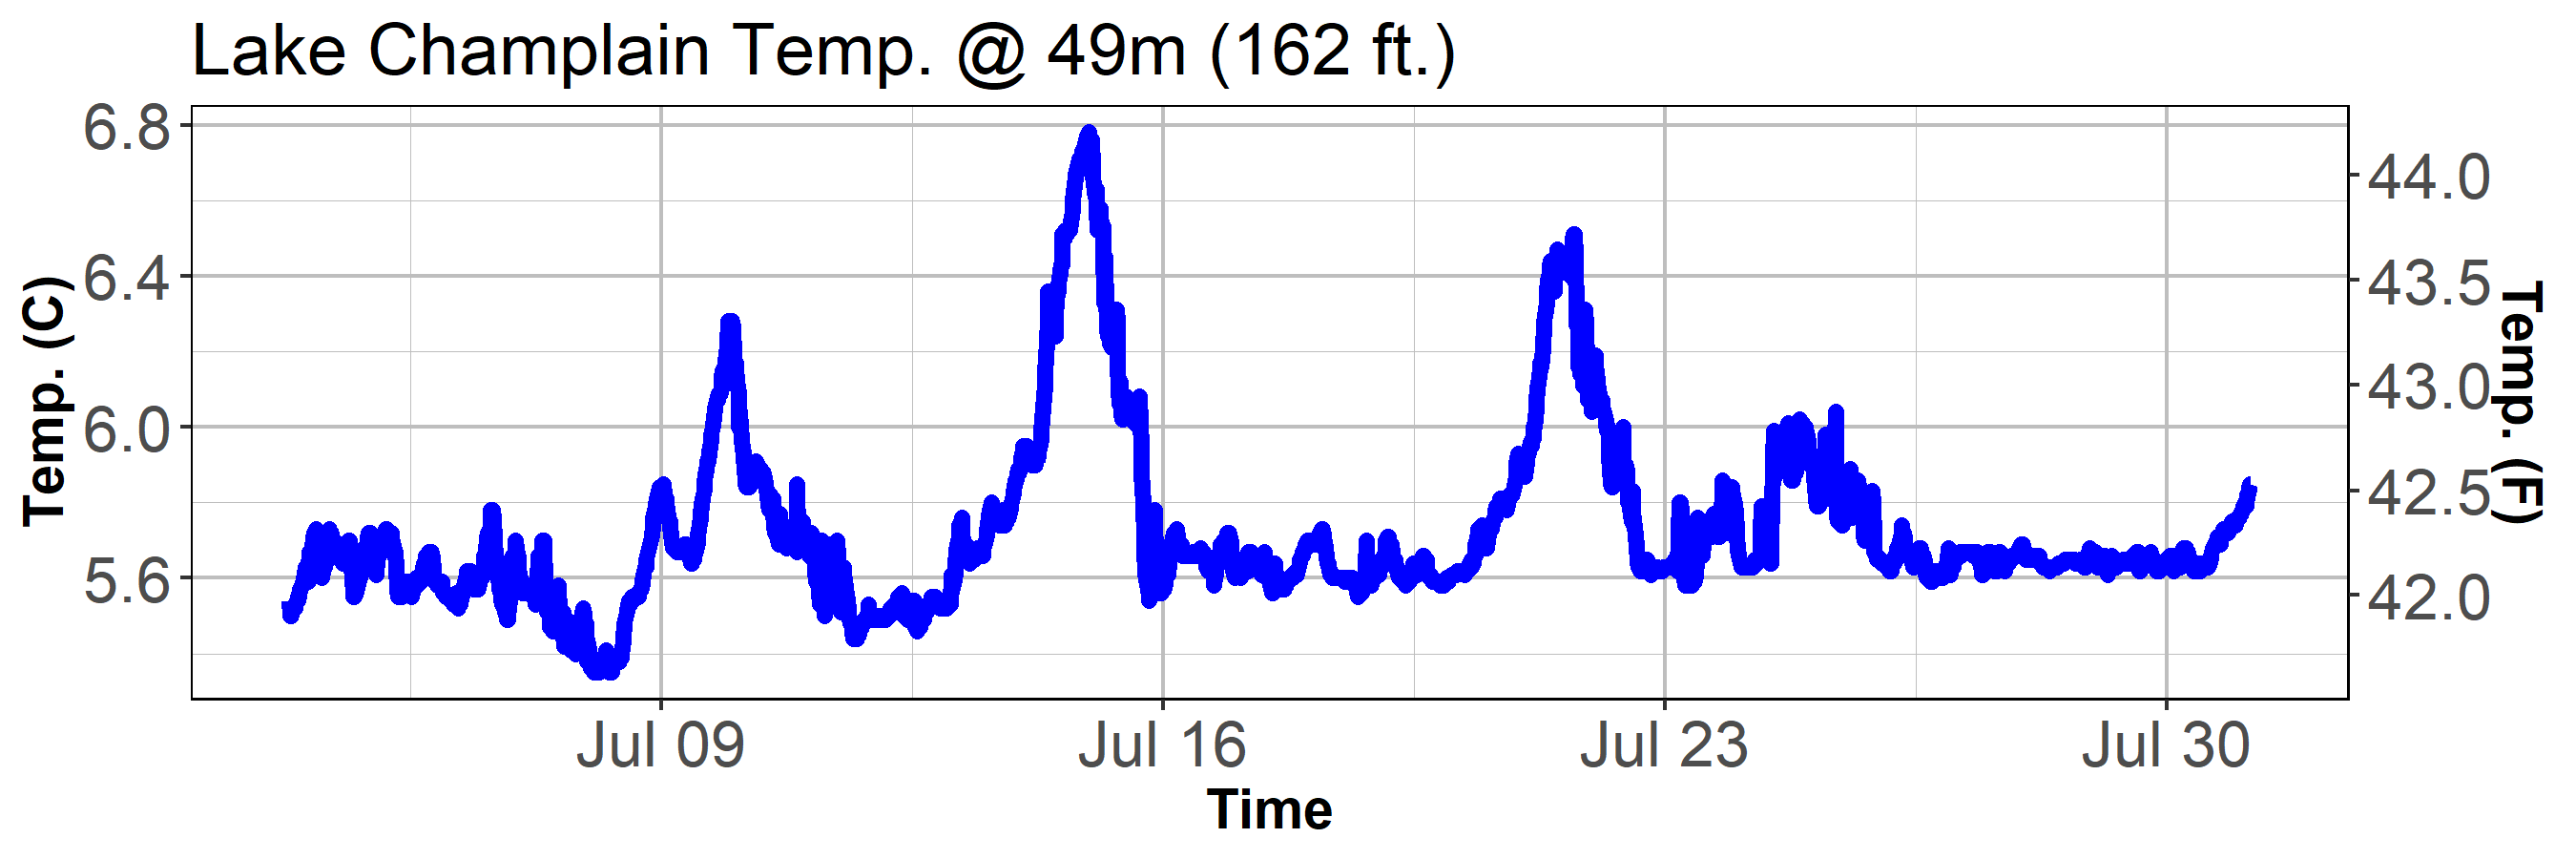 Lake Champlain Temp. @ 49m (162 ft.)
6.8
6.4
6.0
5.6
Temp. (C)
44.0
43.5
43.0
42.5
42.0
Temp. (F)
Jul 09 Jul 16 Jul 23 Jul 30
Time